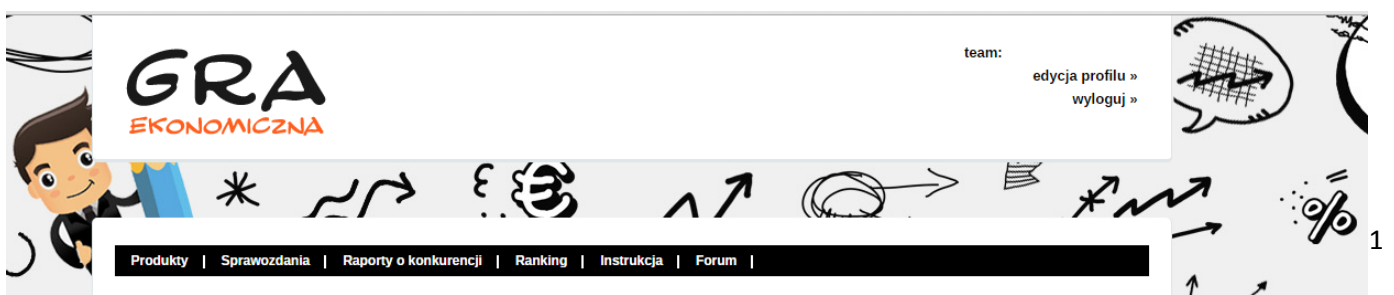 GRA
EKONOMICZNA
team:
edycja profilu »
wyloguj »
Produkty | Sprawozdania | Raporty o konkurencji | Ranking | Instrukcja | Forum |
1